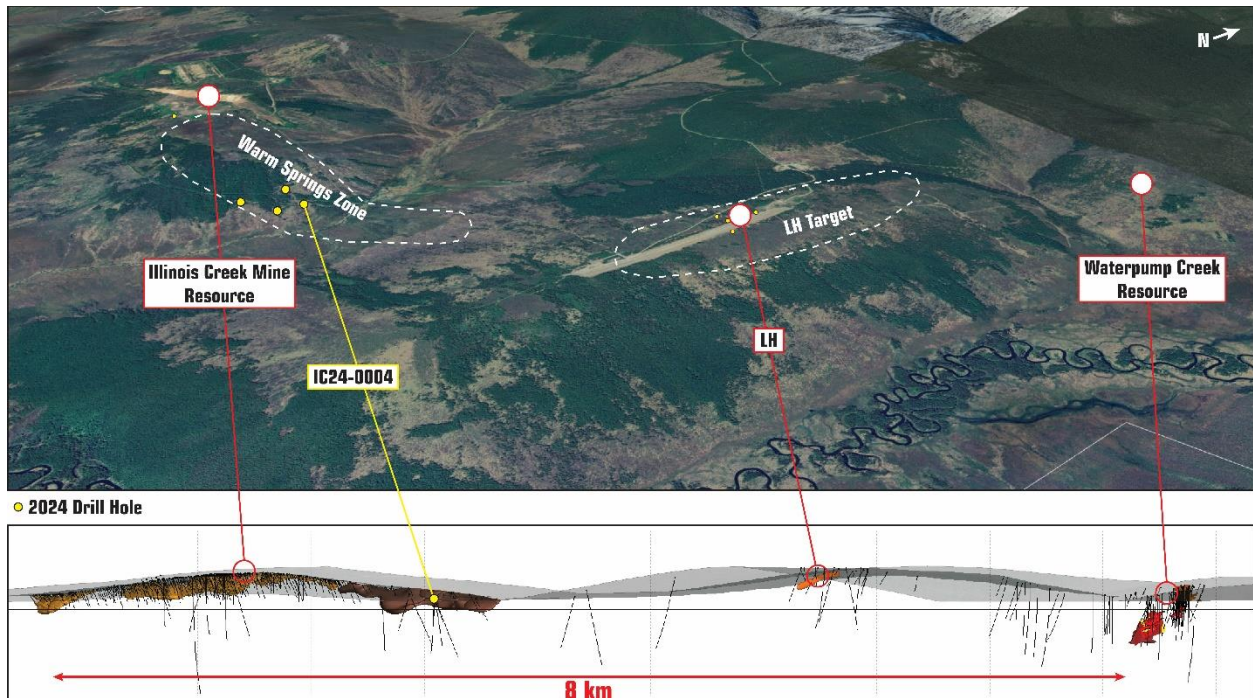 N
Warm Springs Zone
LH Target
Illinois Creek Mine
Resource
Waterpump Creek
Resource
LH
IC24-0004
2024 Drill Hole
8 km